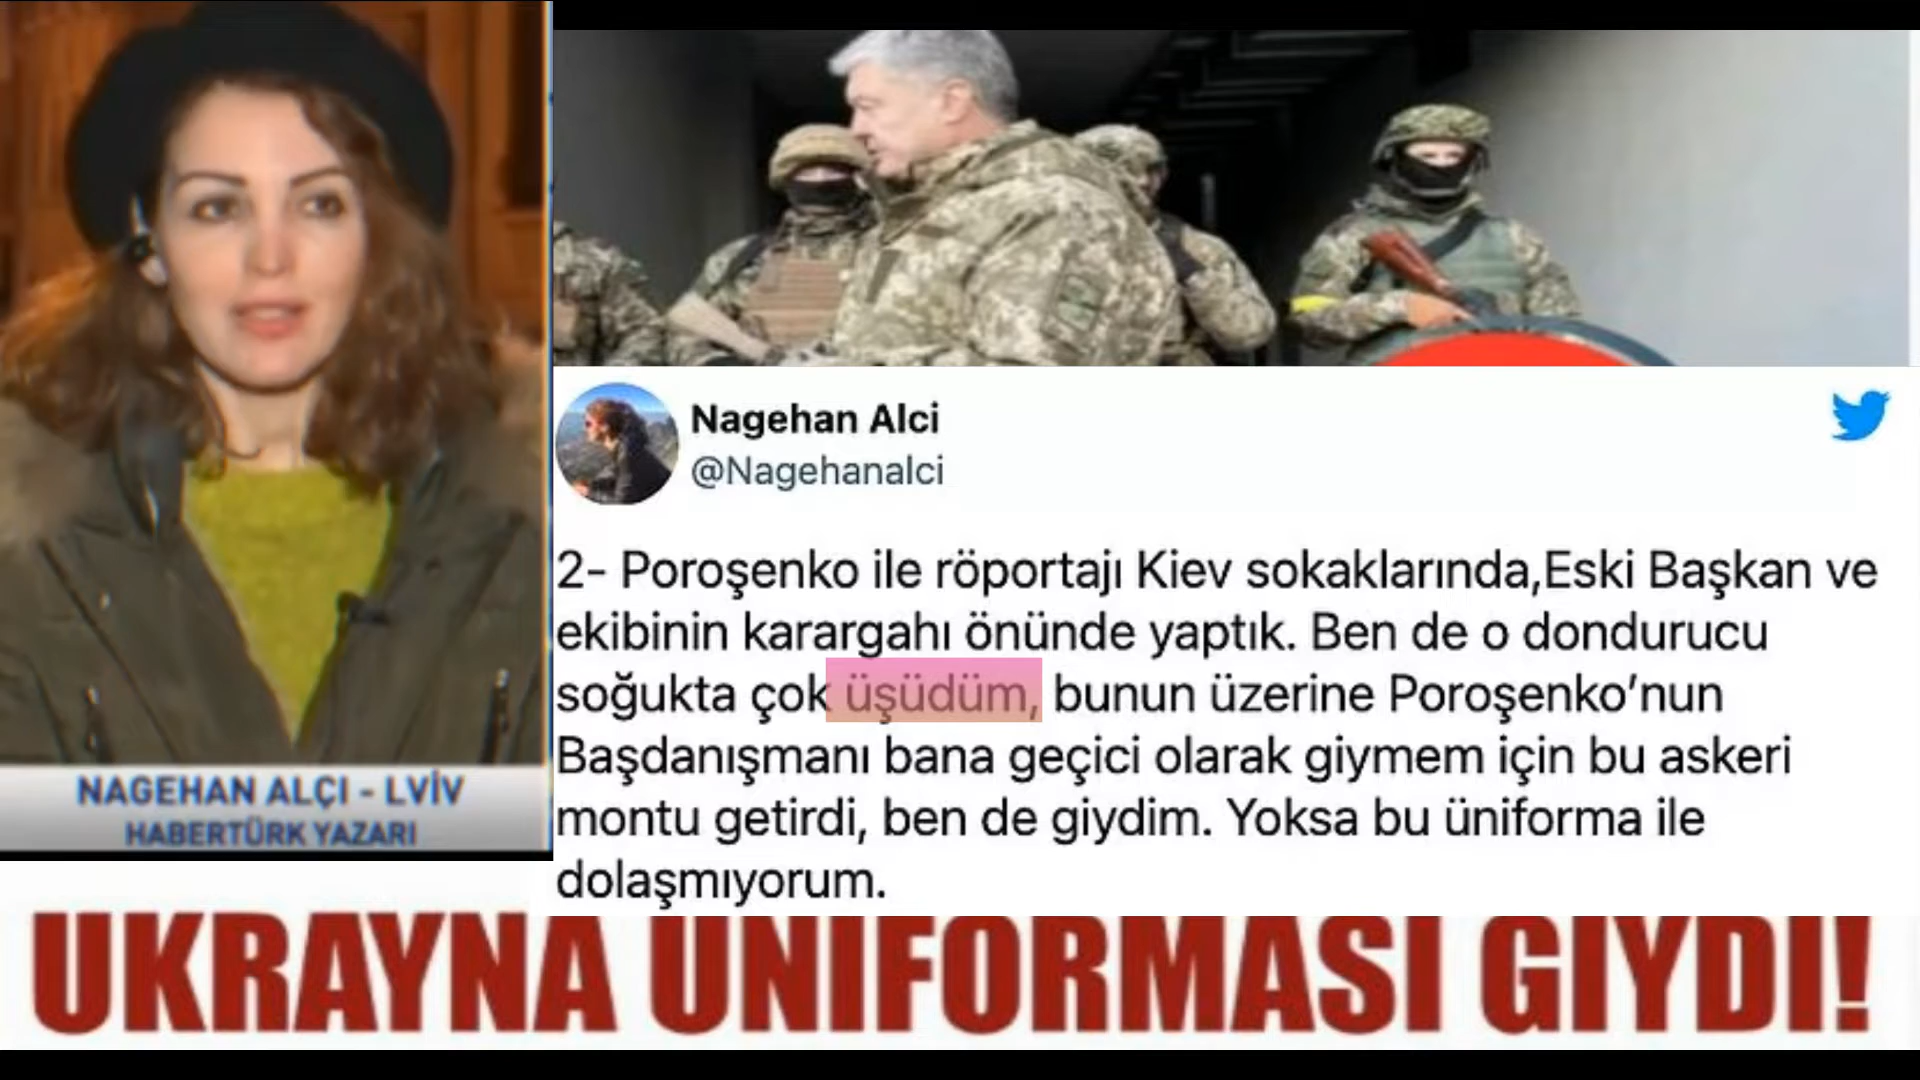 NAGEHAN ALÇI - LVİV
HABERTÜRK YAZARI
Nagehan Alci
@Nagehanalci
2- Poroşenko ile röportajı Kiev sokaklarında,Eski Başkan ve
ekibinin karargahı önünde yaptık. Ben de o dondurucu
soğukta çok üşüdüm, bunun üzerine Poroşenko'nun
Başdanışmanı bana geçici olarak giymem için bu askeri
montu getirdi, ben de giydim. Yoksa bu üniforma ile
dolaşmıyorum.
UKRAYNA ÜNİFORMASI GİYDİ!